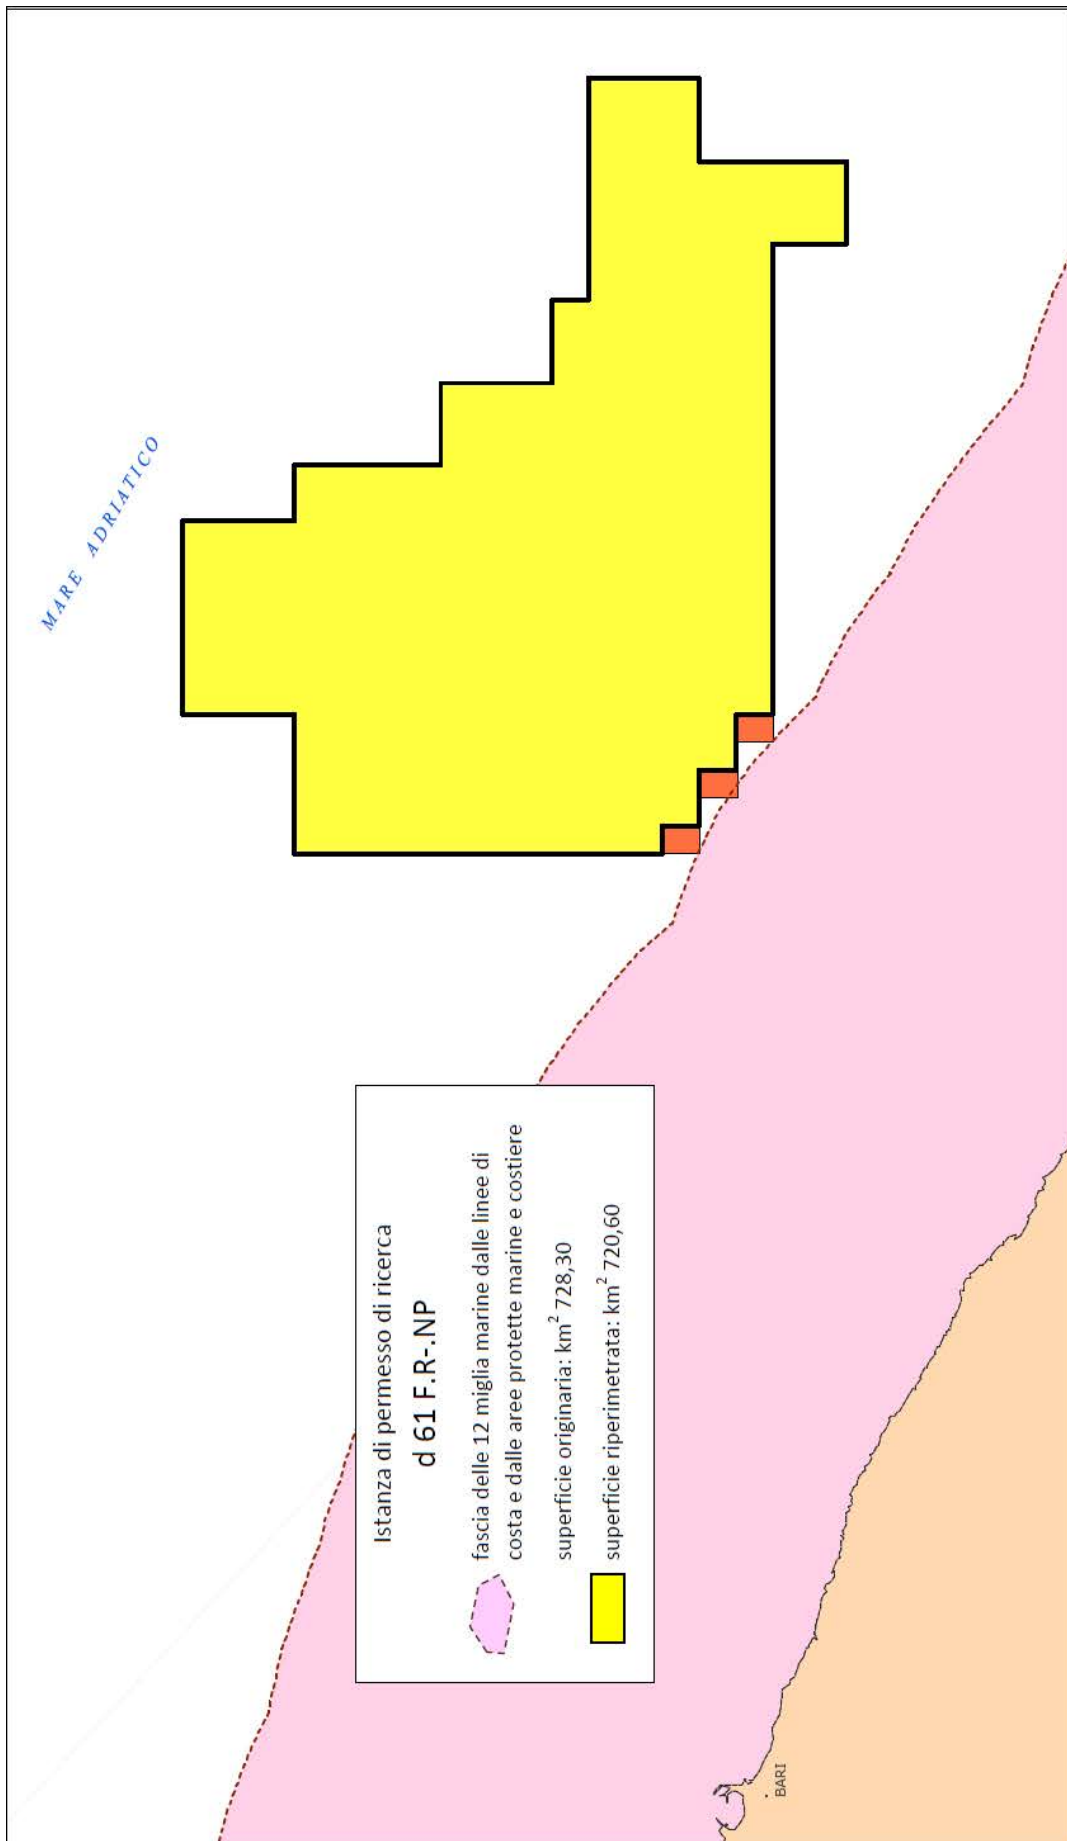 MARE ADRIATICO
Istanza di permesso di ricerca
d 61 F.R-.NP
fascia delle 12 miglia marine dalle linee di
costa e dalle aree protette marine e costiere
superficie originaria: km² 728,30
superficie riperimetrata: km² 720,60
BARI